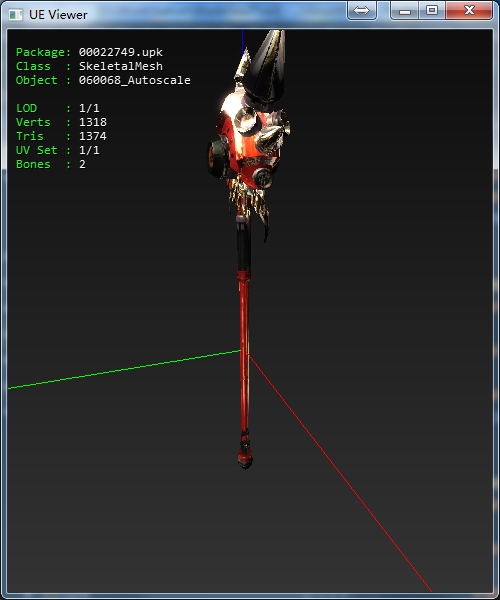 UE Viewer
Package: 00022749.upk
Class : SkeletalMesh
Object : 060068_Autoscale
LOD : 1/1
Verts : 1318
Tris : 1374
UV Set : 1/1
Bones : 2